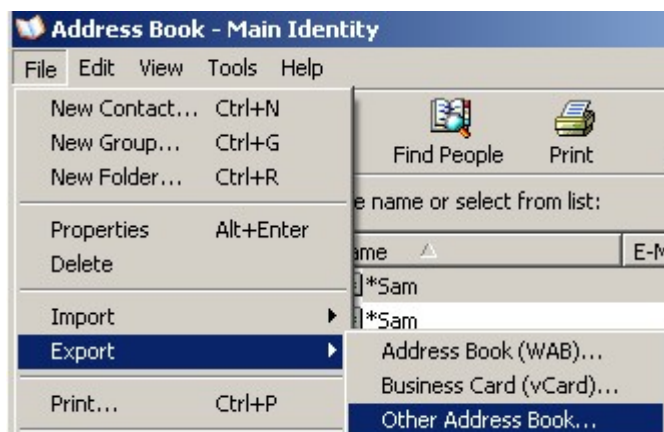 Address Book - Main Identity
File Edit View Tools Help
New Contact... Ctrl+N
New Group... Ctrl+G
New Folder... Ctrl+R
Find People Print
name or select from list:
Properties Alt+Enter
Delete
*Sam
Import
*Sam
Export
Address Book (WAB)...
Business Card (vCard)...
Print... Ctrl+P
Other Address Book...